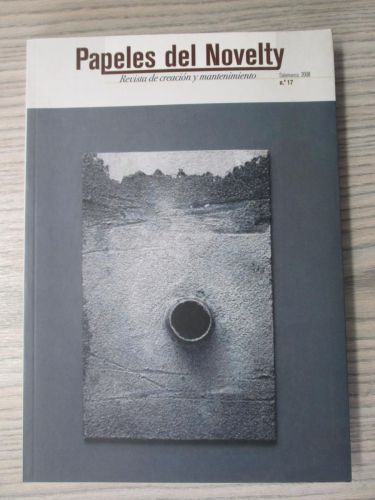 Papeles del Novelty
Revista de creación y mantenimiento
Salamanca, 2008
n.º 17